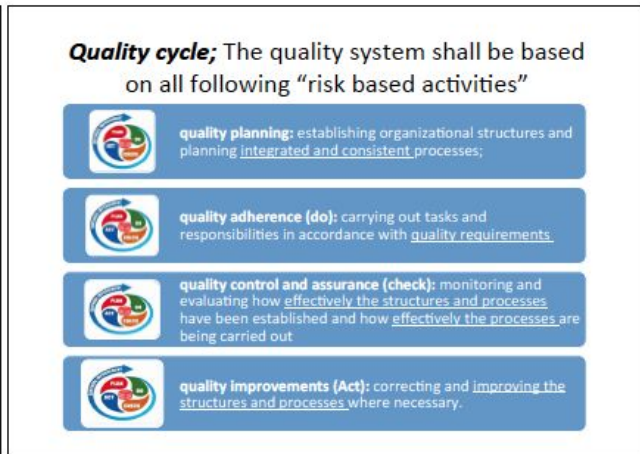 Quality cycle; The quality system shall be based
on all following “risk based activities”
quality planning: establishing organizational structures and
planning integrated and consistent processes;
quality adherence (do): carrying out tasks and
responsibilities in accordance with quality requirements
quality control and assurance (check): monitoring and
evaluating how effectively the structures and processes
have been established and how effectively the processes are
being carried out
quality improvements (Act): correcting and improving the
structures and processes where necessary.